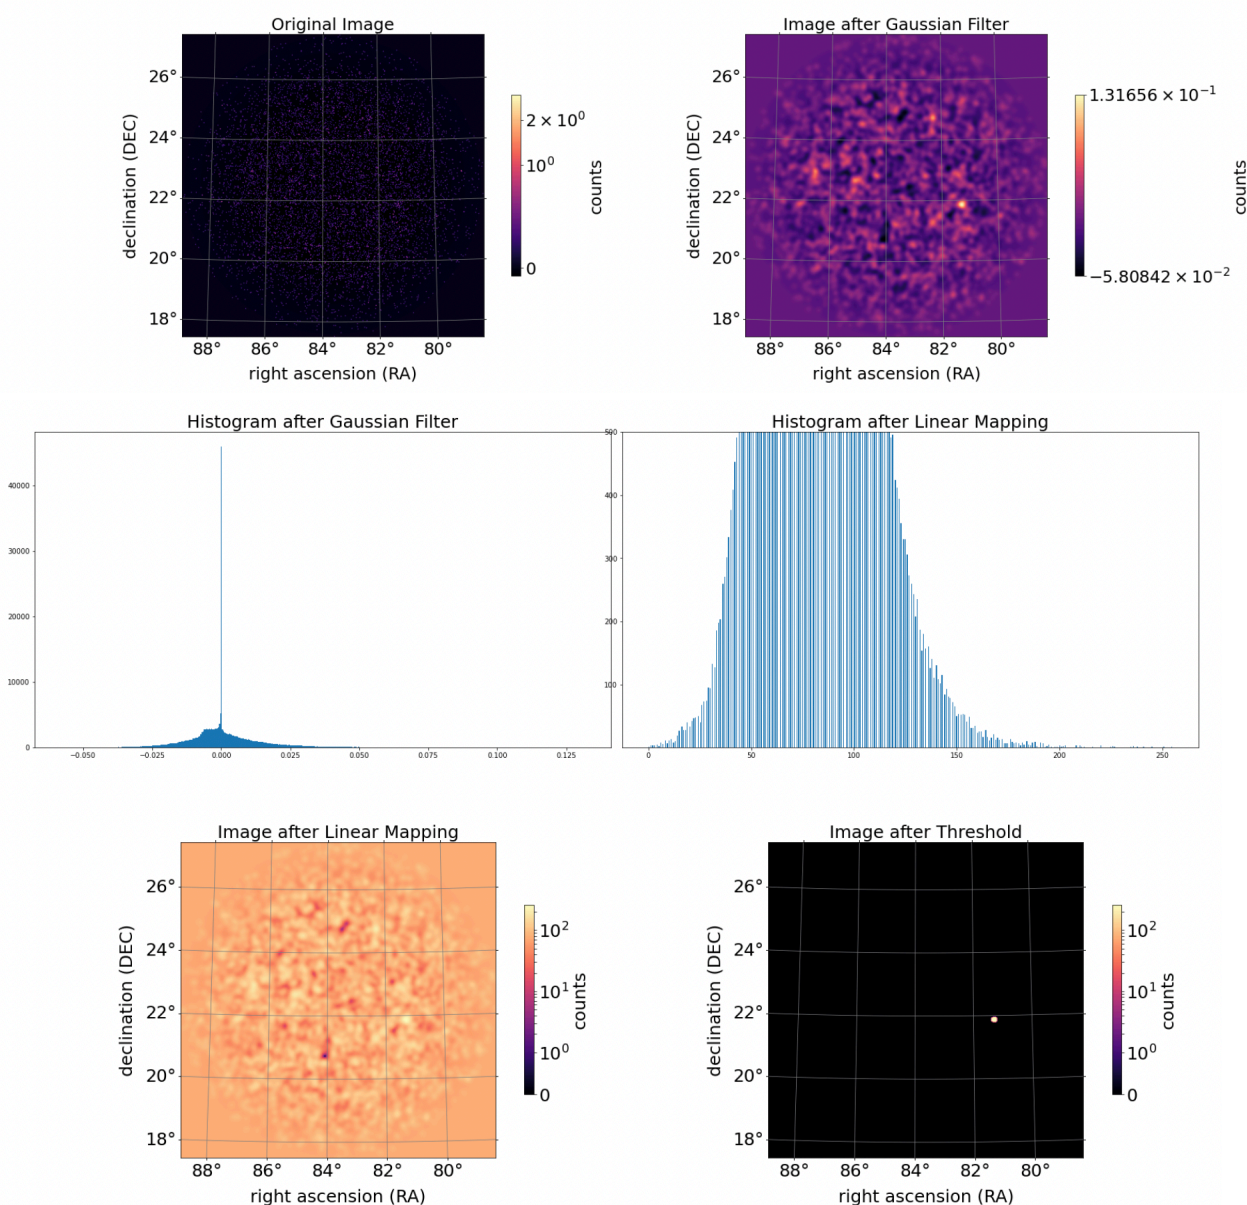 Original Image
26°
24°
22°
20°
18°
88° 86° 84° 82° 80°
declination (DEC)
right ascension (RA)
2 × 10⁰
10⁰
0
counts
Image after Gaussian Filter
26°
24°
22°
20°
18°
88° 86° 84° 82° 80°
declination (DEC)
right ascension (RA)
1.31656 × 10⁻¹
−5.80842 × 10⁻²
counts
Histogram after Gaussian Filter
40000
30000
20000
10000
0
−0.050 −0.025 0.000 0.025 0.050 0.075 0.100 0.125
Histogram after Linear Mapping
500
400
300
200
100
0 50 100 150 200 250
Image after Linear Mapping
26°
24°
22°
20°
18°
88° 86° 84° 82° 80°
declination (DEC)
right ascension (RA)
10²
10¹
10⁰
0
counts
Image after Threshold
26°
24°
22°
20°
18°
88° 86° 84° 82° 80°
declination (DEC)
right ascension (RA)
10²
10¹
10⁰
0
counts